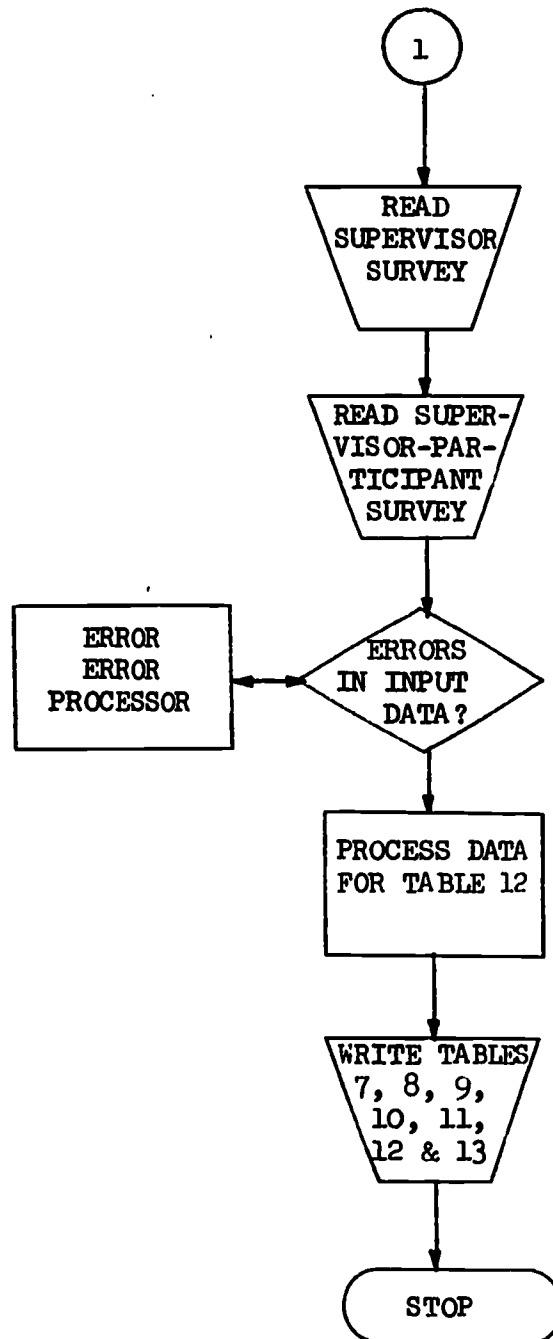 1
READ
SUPERVISOR
SURVEY
READ SUPER-
VISOR-PAR-
TICIPANT
SURVEY
ERROR
ERROR
PROCESSOR
ERRORS
IN INPUT
DATA?
PROCESS DATA
FOR TABLE 12
WRITE TABLES
7, 8, 9,
10, 11,
12 & 13
STOP